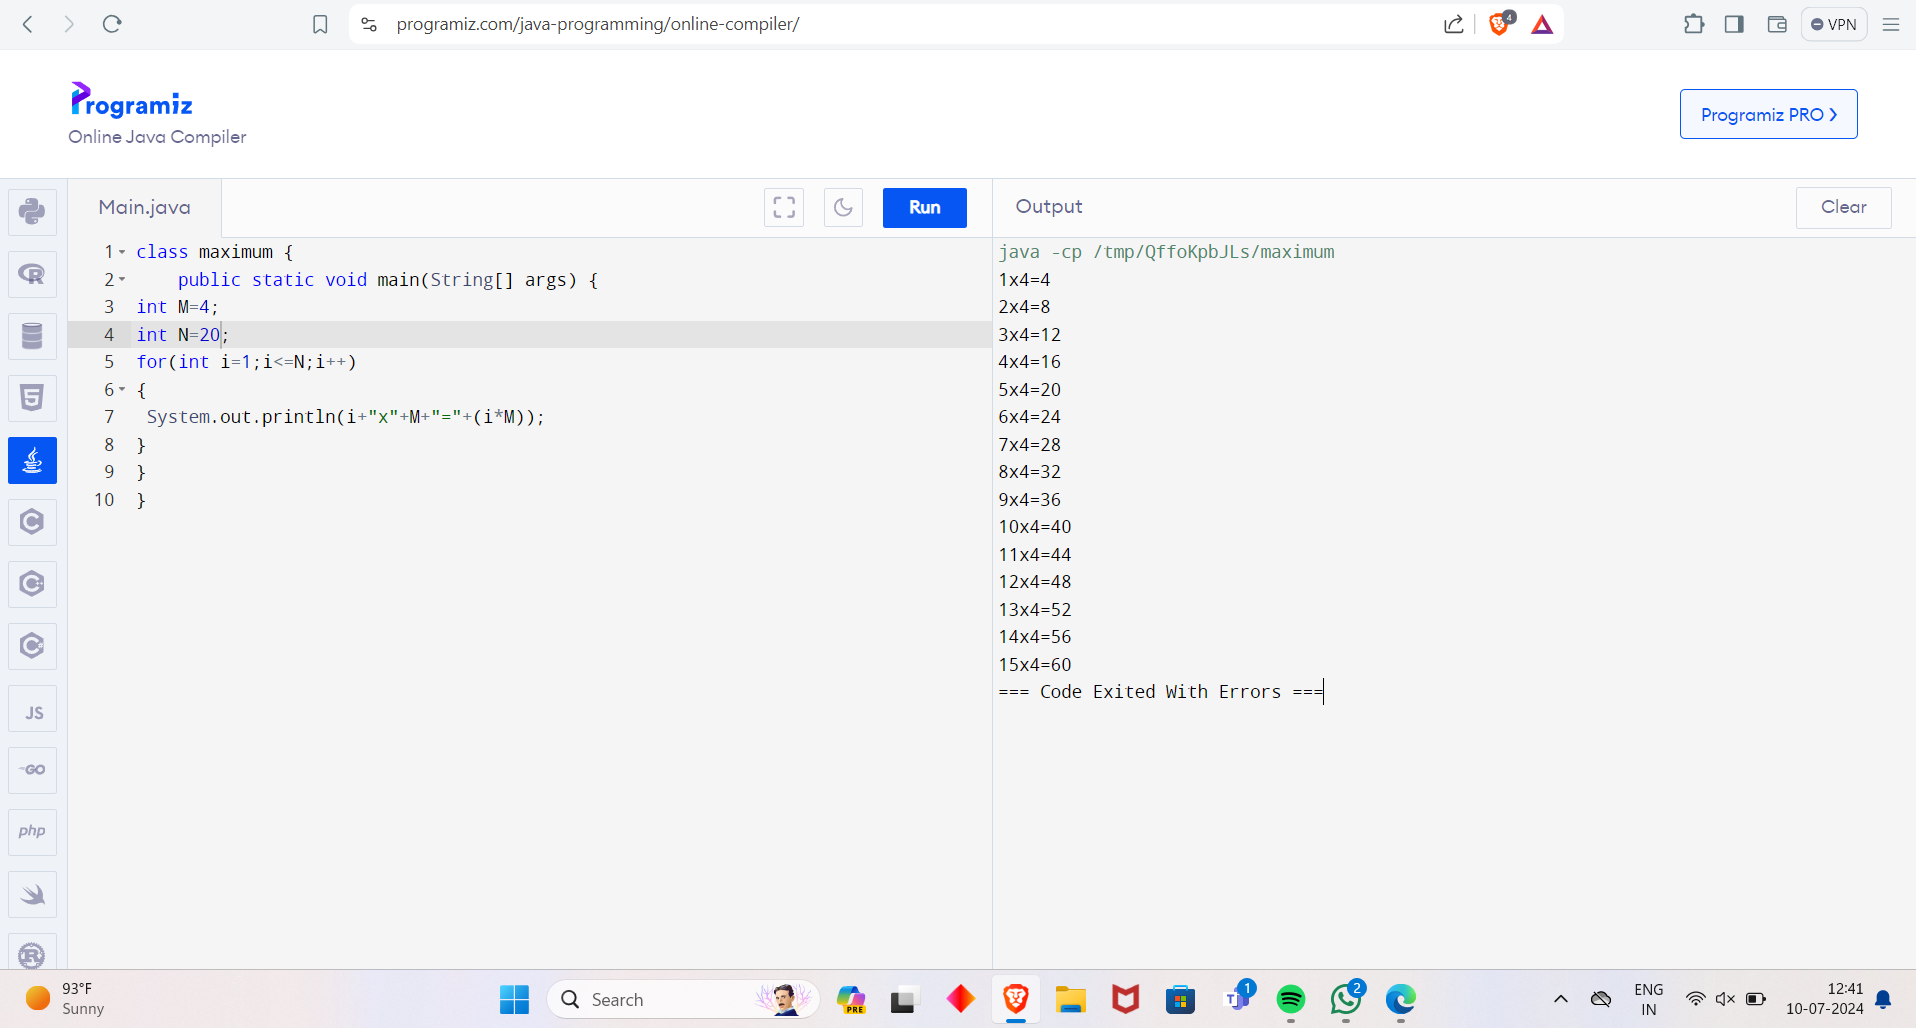 programiz.com/java-programming/online-compiler/
4
VPN
Programiz
Online Java Compiler
Programiz PRO
Main.java
Run
Output
Clear
1 class maximum {
2     public static void main(String[] args) {
3 int M=4;
4 int N=20;
5 for(int i=1;i<=N;i++)
6 {
7  System.out.println(i+"x"+M+"="+(i*M));
8 }
9 }
10 }
java -cp /tmp/QffoKpbJLs/maximum
1x4=4
2x4=8
3x4=12
4x4=16
5x4=20
6x4=24
7x4=28
8x4=32
9x4=36
10x4=40
11x4=44
12x4=48
13x4=52
14x4=56
15x4=60
=== Code Exited With Errors ===
JS
GO
php
93°F
Sunny
Search
PRE
1
2
ENG
IN
12:41
10-07-2024